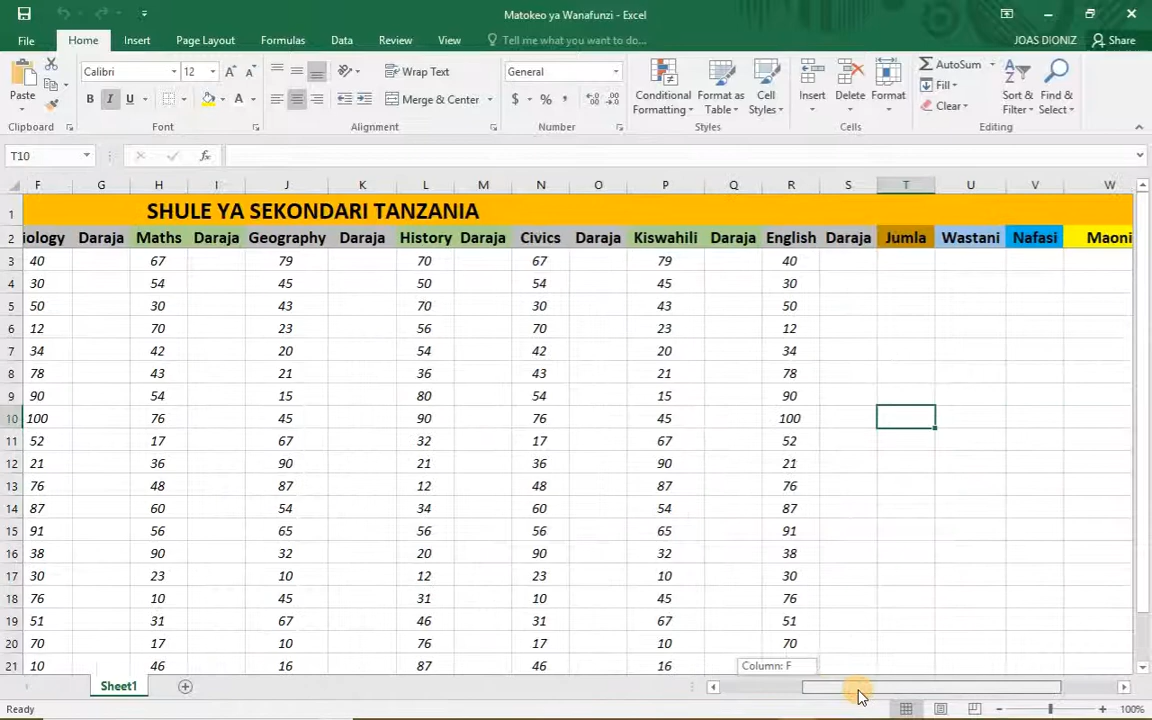 Matokeo ya Wanafunzi - Excel
File Home Insert Page Layout Formulas Data Review View Tell me what you want to do... JOAS DIONIZ Share
Paste Calibri 12 Wrap Text General Conditional Formatting Format as Table Cell Styles Insert Delete Format AutoSum Sort & Filter Find & Select
B I U A Merge & Center $ % , Fill
Clear
Clipboard Font Alignment Number Styles Cells Editing
T10 fx
F G H I J K L M N O P Q R S T U V W
1 SHULE YA SEKONDARI TANZANIA
2 iology Daraja Maths Daraja Geography Daraja History Daraja Civics Daraja Kiswahili Daraja English Daraja Jumla Wastani Nafasi Maoni
3 40 67 79 70 67 79 40
4 30 54 45 50 54 45 30
5 50 30 43 70 30 43 50
6 12 70 23 56 70 23 12
7 34 42 20 54 42 20 34
8 78 43 21 36 43 21 78
9 90 54 15 80 54 15 90
10 100 76 45 90 76 45 100
11 52 17 67 32 17 67 52
12 21 36 90 21 36 90 21
13 76 48 87 12 48 87 76
14 87 60 54 34 60 54 87
15 91 56 65 56 56 65 91
16 38 90 32 20 90 32 38
17 30 23 10 12 23 10 30
18 76 10 45 31 10 45 76
19 51 31 67 46 31 67 51
20 70 17 10 76 17 10 70
21 10 46 16 87 46 16
Column: F
Sheet1
Ready 100%